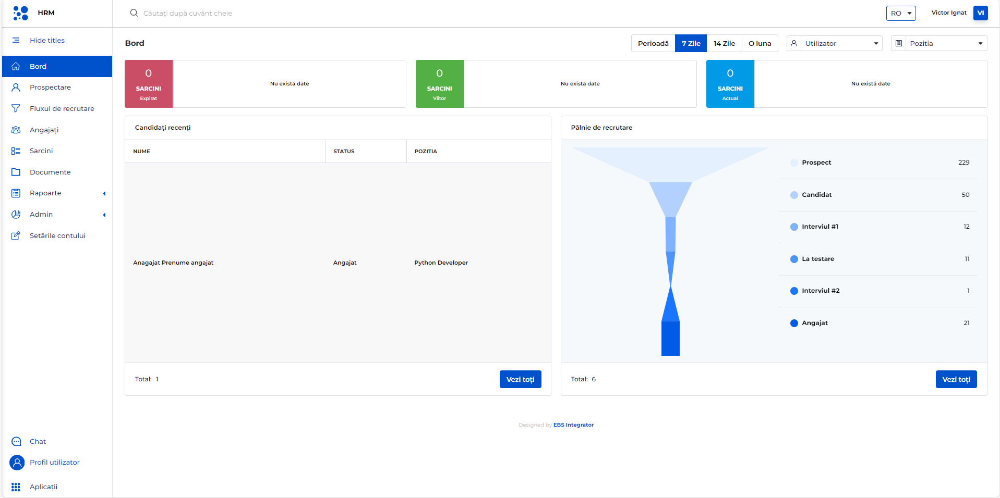 HRM
Căutați după cuvânt cheie
RO
Victor Ignat
VI
Hide titles
Bord
Prospectare
Fluxul de recrutare
Angajați
Sarcini
Documente
Rapoarte
Admin
Setările contului
Chat
Profil utilizator
Aplicații
Bord
Perioadă
7 Zile
14 Zile
O luna
Utilizator
Pozitia
0
SARCINI
Expirat
Nu există date
0
SARCINI
Viitor
Nu există date
0
SARCINI
Actual
Nu există date
Candidați recenți
NUME STATUS POZITIA
Anagajat Prenume angajat Angajat Python Developer
Total: 1
Vezi toți
Pâlnie de recrutare
Prospect 229
Candidat 50
Interviul #1 12
La testare 11
Interviul #2 1
Angajat 21
Total: 6
Vezi toți
Designed by EBS Integrator